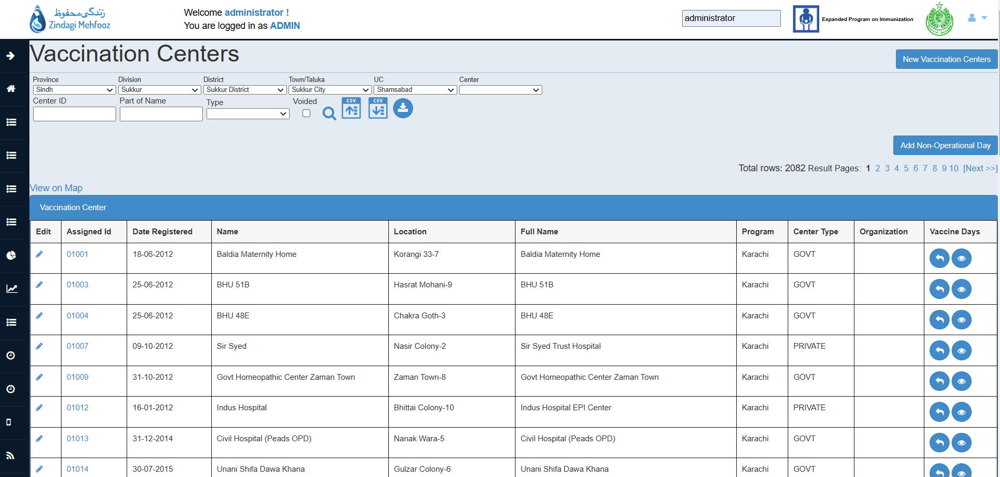 زندگی محفوظ
Zindagi Mehfooz
Welcome administrator !
You are logged in as ADMIN
administrator
Expanded Program on Immunization
Vaccination Centers
New Vaccination Centers
Province Division District Town/Taluka UC Center
Sindh Sukkur Sukkur District Sukkur City Shamsabad
Center ID Part of Name Type Voided
CSV CSV
Add Non-Operational Day
Total rows: 2082 Result Pages: 1 2 3 4 5 6 7 8 9 10 [Next >>]
View on Map
Vaccination Center
Edit Assigned Id Date Registered Name Location Full Name Program Center Type Organization Vaccine Days
01001 18-06-2012 Baldia Maternity Home Korangi 33-7 Baldia Maternity Home Karachi GOVT
01003 25-06-2012 BHU 51B Hasrat Mohani-9 BHU 51B Karachi GOVT
01004 25-06-2012 BHU 48E Chakra Goth-3 BHU 48E Karachi GOVT
01007 09-10-2012 Sir Syed Nasir Colony-2 Sir Syed Trust Hospital Karachi PRIVATE
01009 31-10-2012 Govt Homeopathic Center Zaman Town Zaman Town-8 Govt Homeopathic Center Zaman Town Karachi GOVT
01012 16-01-2012 Indus Hospital Bhittai Colony-10 Indus Hospital EPI Center Karachi PRIVATE
01013 31-12-2014 Civil Hospital (Peads OPD) Nanak Wara-5 Civil Hospital (Peads OPD) Karachi GOVT
01014 30-07-2015 Unani Shifa Dawa Khana Gulzar Colony-6 Unani Shifa Dawa Khana Karachi GOVT